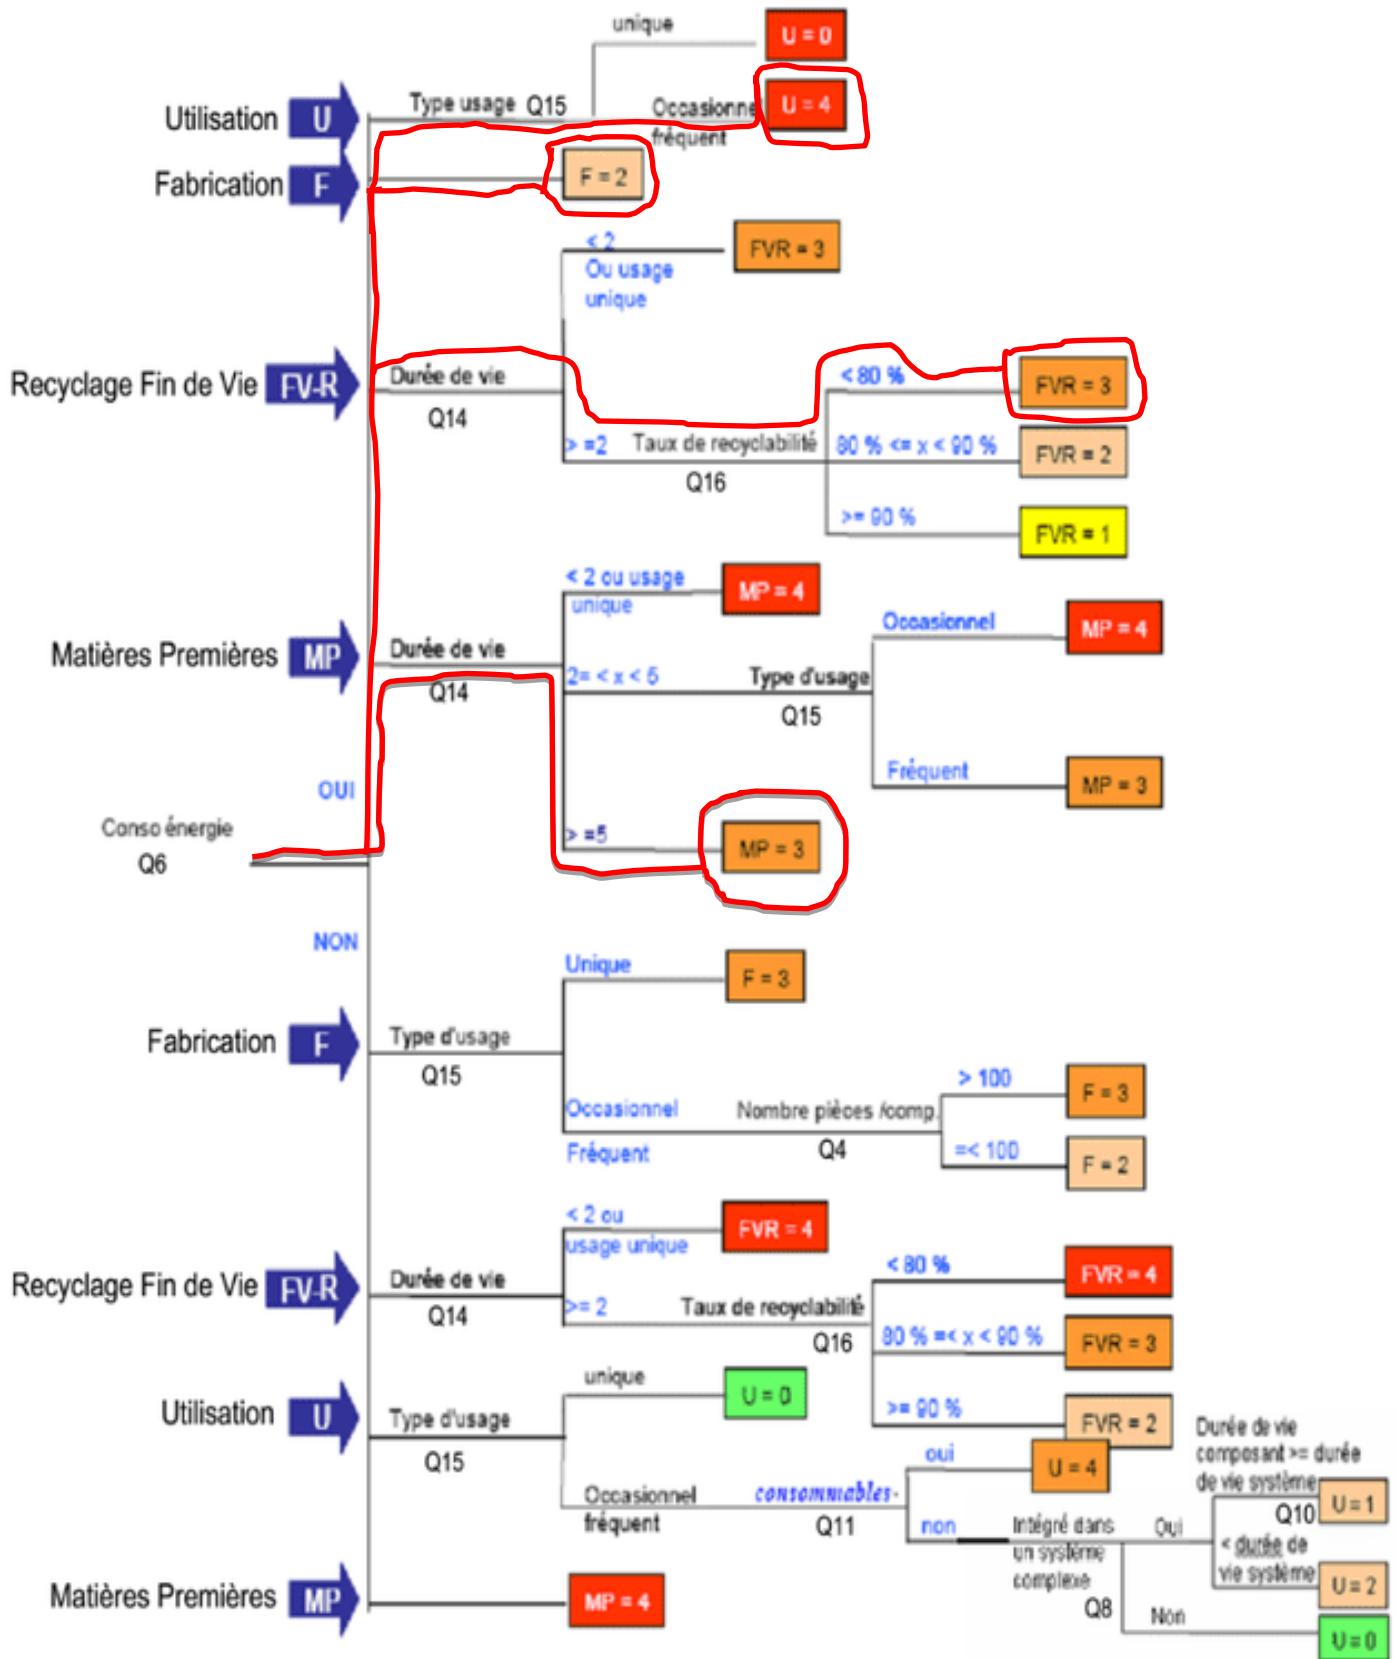 unique
U = 0
Utilisation U Type usage Q15 Occasionnel U = 4
fréquent
Fabrication F F = 2
< 2 FVR = 3
Ou usage
unique
Recyclage Fin de Vie FV-R Durée de vie < 80 % FVR = 3
Q14
> =2 Taux de recyclabilité 80 % <= x < 90 % FVR = 2
Q16
>= 90 % FVR = 1
< 2 ou usage MP = 4
unique
Occasionnel MP = 4
Matières Premières MP Durée de vie
Q14 2= < x < 5 Type d'usage
Q15
Fréquent MP = 3
OUI
Conso énergie > =5 MP = 3
Q6
NON
Unique F = 3
Fabrication F Type d'usage
Q15
> 100 F = 3
Occasionnel Nombre pièces /comp.
Fréquent Q4 =< 100 F = 2
< 2 ou FVR = 4
usage unique
Recyclage Fin de Vie FV-R Durée de vie < 80 % FVR = 4
Q14 >= 2 Taux de recyclabilité
Q16 80 % =< x < 90 % FVR = 3
unique U = 0
>= 90 % FVR = 2
Utilisation U Type d'usage
Q15
Durée de vie
composant >= durée
de vie système
Q10 U = 1
oui U = 4
Occasionnel consommables-
fréquent Q11
non Intégré dans Oui
un système
complexe
Q8
< durée de
vie système U = 2
Non U = 0
Matières Premières MP MP = 4